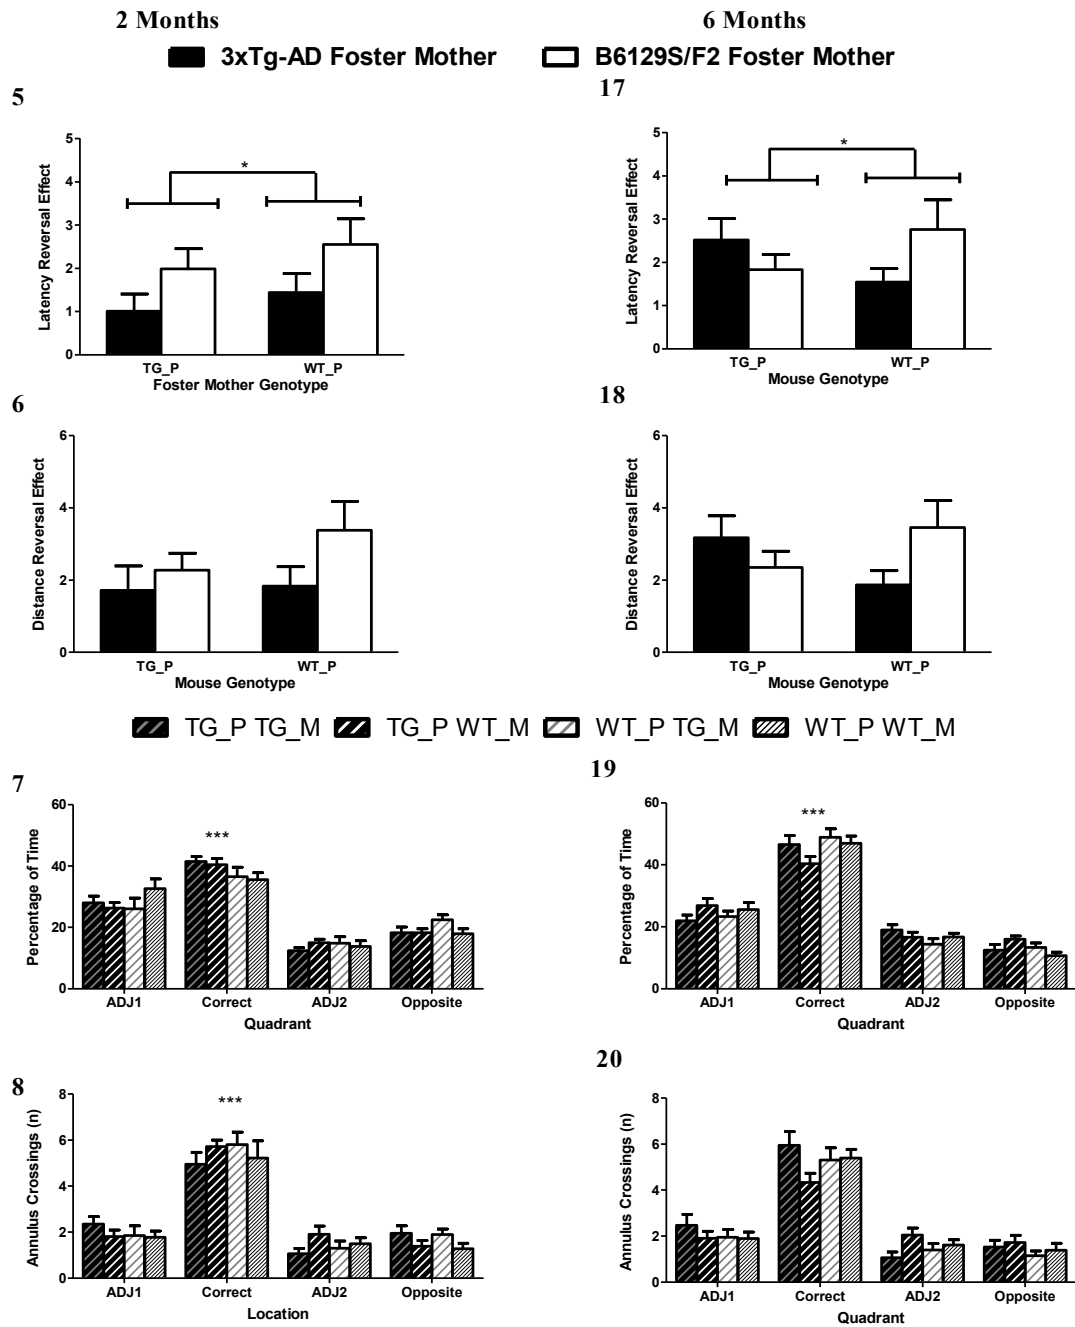 2 Months
6 Months
3xTg-AD Foster Mother
B6129S/F2 Foster Mother
5
Latency Reversal Effect
5
4
3
2
1
0
*
TG_P
WT_P
Foster Mother Genotype
17
Latency Reversal Effect
5
4
3
2
1
0
*
TG_P
WT_P
Mouse Genotype
6
Distance Reversal Effect
6
4
2
0
TG_P
WT_P
Mouse Genotype
18
Distance Reversal Effect
6
4
2
0
TG_P
WT_P
Mouse Genotype
TG_P TG_M
TG_P WT_M
WT_P TG_M
WT_P WT_M
7
Percentage of Time
60
40
20
0
***
ADJ1
Correct
ADJ2
Opposite
Quadrant
19
Percentage of Time
60
40
20
0
***
ADJ1
Correct
ADJ2
Opposite
Quadrant
8
Annulus Crossings (n)
8
6
4
2
0
***
ADJ1
Correct
ADJ2
Opposite
Location
20
Annulus Crossings (n)
8
6
4
2
0
ADJ1
Correct
ADJ2
Opposite
Quadrant